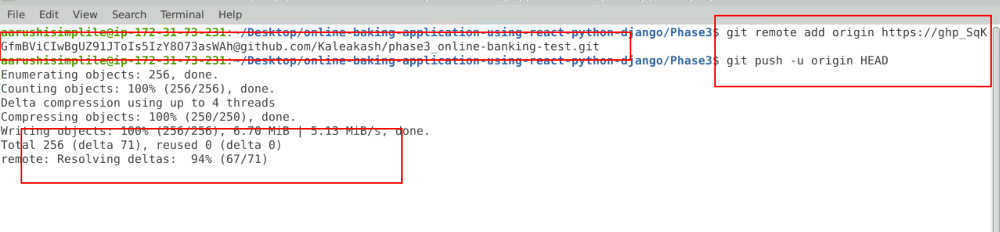 File Edit View Search Terminal Help
aarushisimplile@ip-172-31-73-231:~/Desktop/online-baking-application-using-react-python-django/Phase3$ git remote add origin https://ghp_SqK
GfmBViCIwBgUZ91JToIs5IzY8O73asWAh@github.com/Kaleakash/phase3_online-banking-test.git
aarushisimplile@ip-172-31-73-231:~/Desktop/online-baking-application-using-react-python-django/Phase3$ git push -u origin HEAD
Enumerating objects: 256, done.
Counting objects: 100% (256/256), done.
Delta compression using up to 4 threads
Compressing objects: 100% (250/250), done.
Writing objects: 100% (256/256), 6.70 MiB | 5.13 MiB/s, done.
Total 256 (delta 71), reused 0 (delta 0)
remote: Resolving deltas:  94% (67/71)